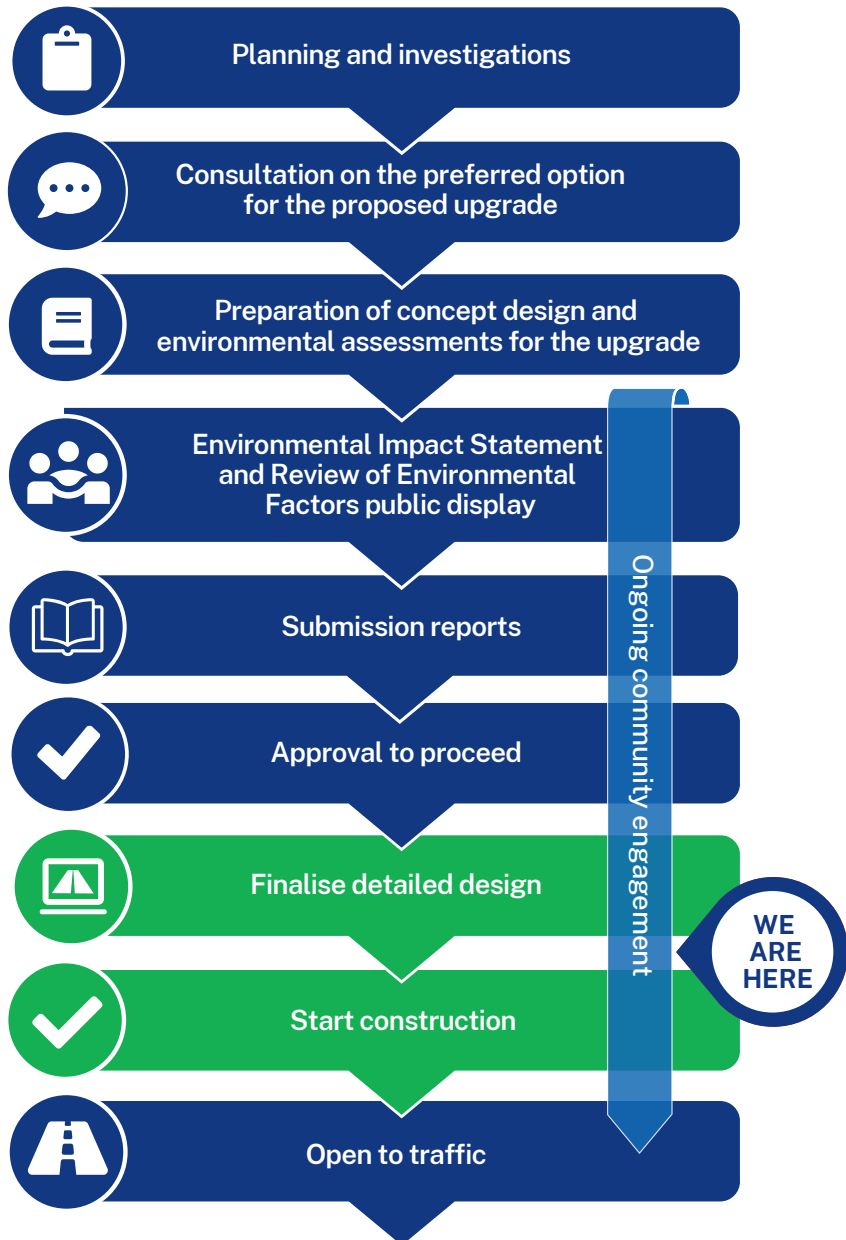 Planning and investigations
Consultation on the preferred option
for the proposed upgrade
Preparation of concept design and
environmental assessments for the upgrade
Environmental Impact Statement
and Review of Environmental
Factors public display
Submission reports
Approval to proceed
Finalise detailed design
Start construction
Open to traffic
Ongoing community engagement
WE
ARE
HERE